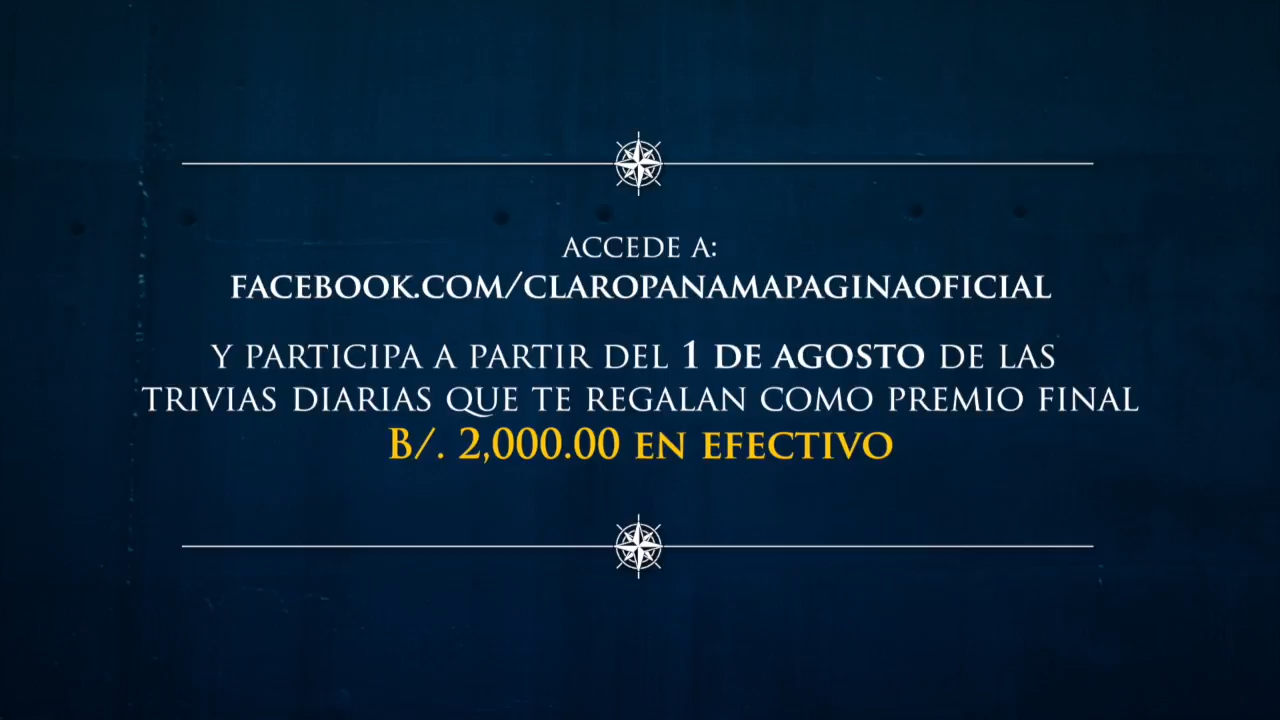 ACCEDE A:
FACEBOOK.COM/CLAROPANAMAPAGINAOFICIAL
Y PARTICIPA A PARTIR DEL 1 DE AGOSTO DE LAS
TRIVIAS DIARIAS QUE TE REGALAN COMO PREMIO FINAL
B/. 2,000.00 EN EFECTIVO